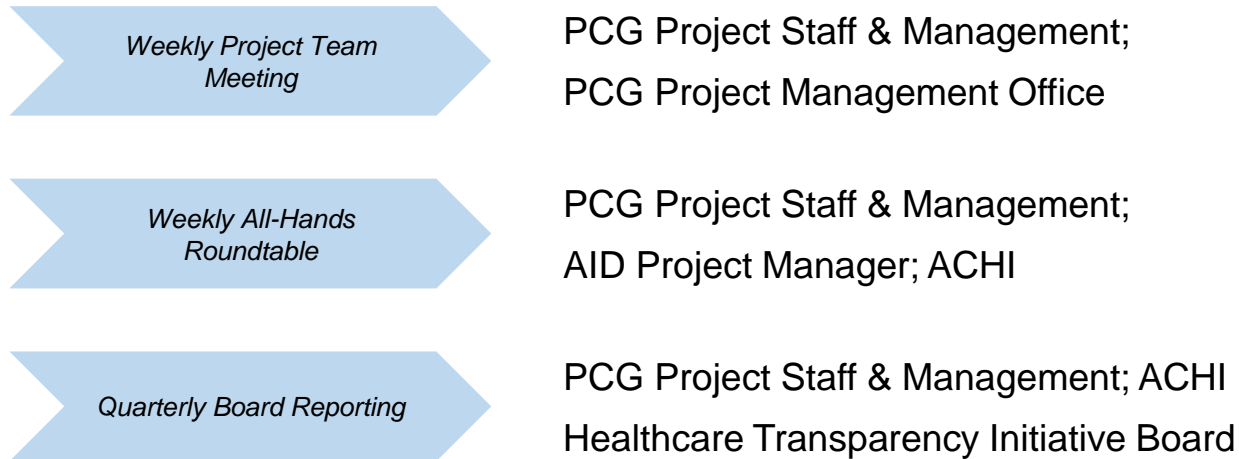 Weekly Project Team
Meeting
PCG Project Staff & Management;
PCG Project Management Office
Weekly All-Hands
Roundtable
PCG Project Staff & Management;
AID Project Manager; ACHI
Quarterly Board Reporting
PCG Project Staff & Management; ACHI
Healthcare Transparency Initiative Board